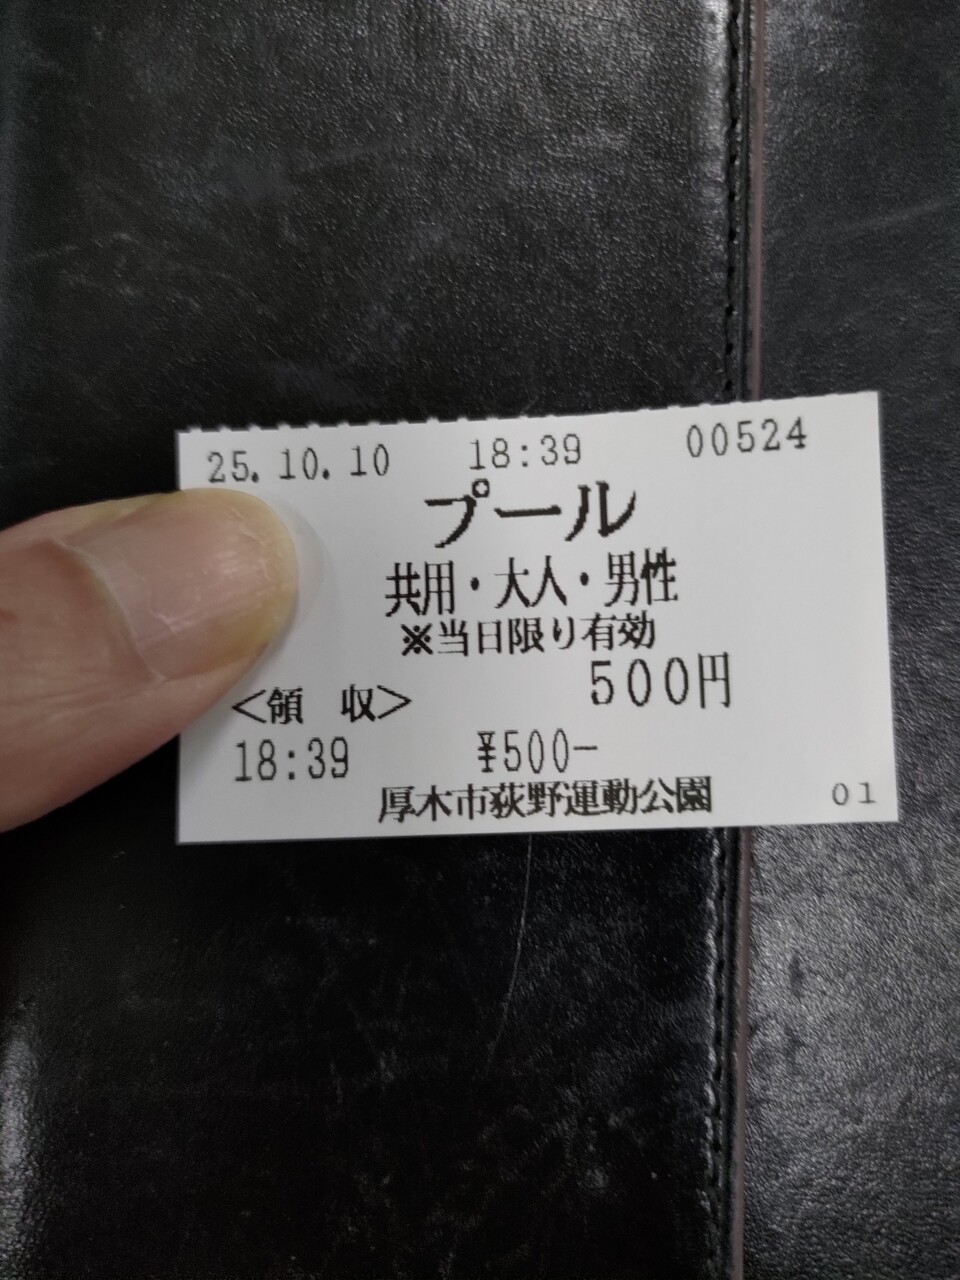 25.10.10 18:39 00524
プール
共用・大人・男性
※当日限り有効
500円
<領 収>
18:39 ¥500-
厚木市荻野運動公園 01